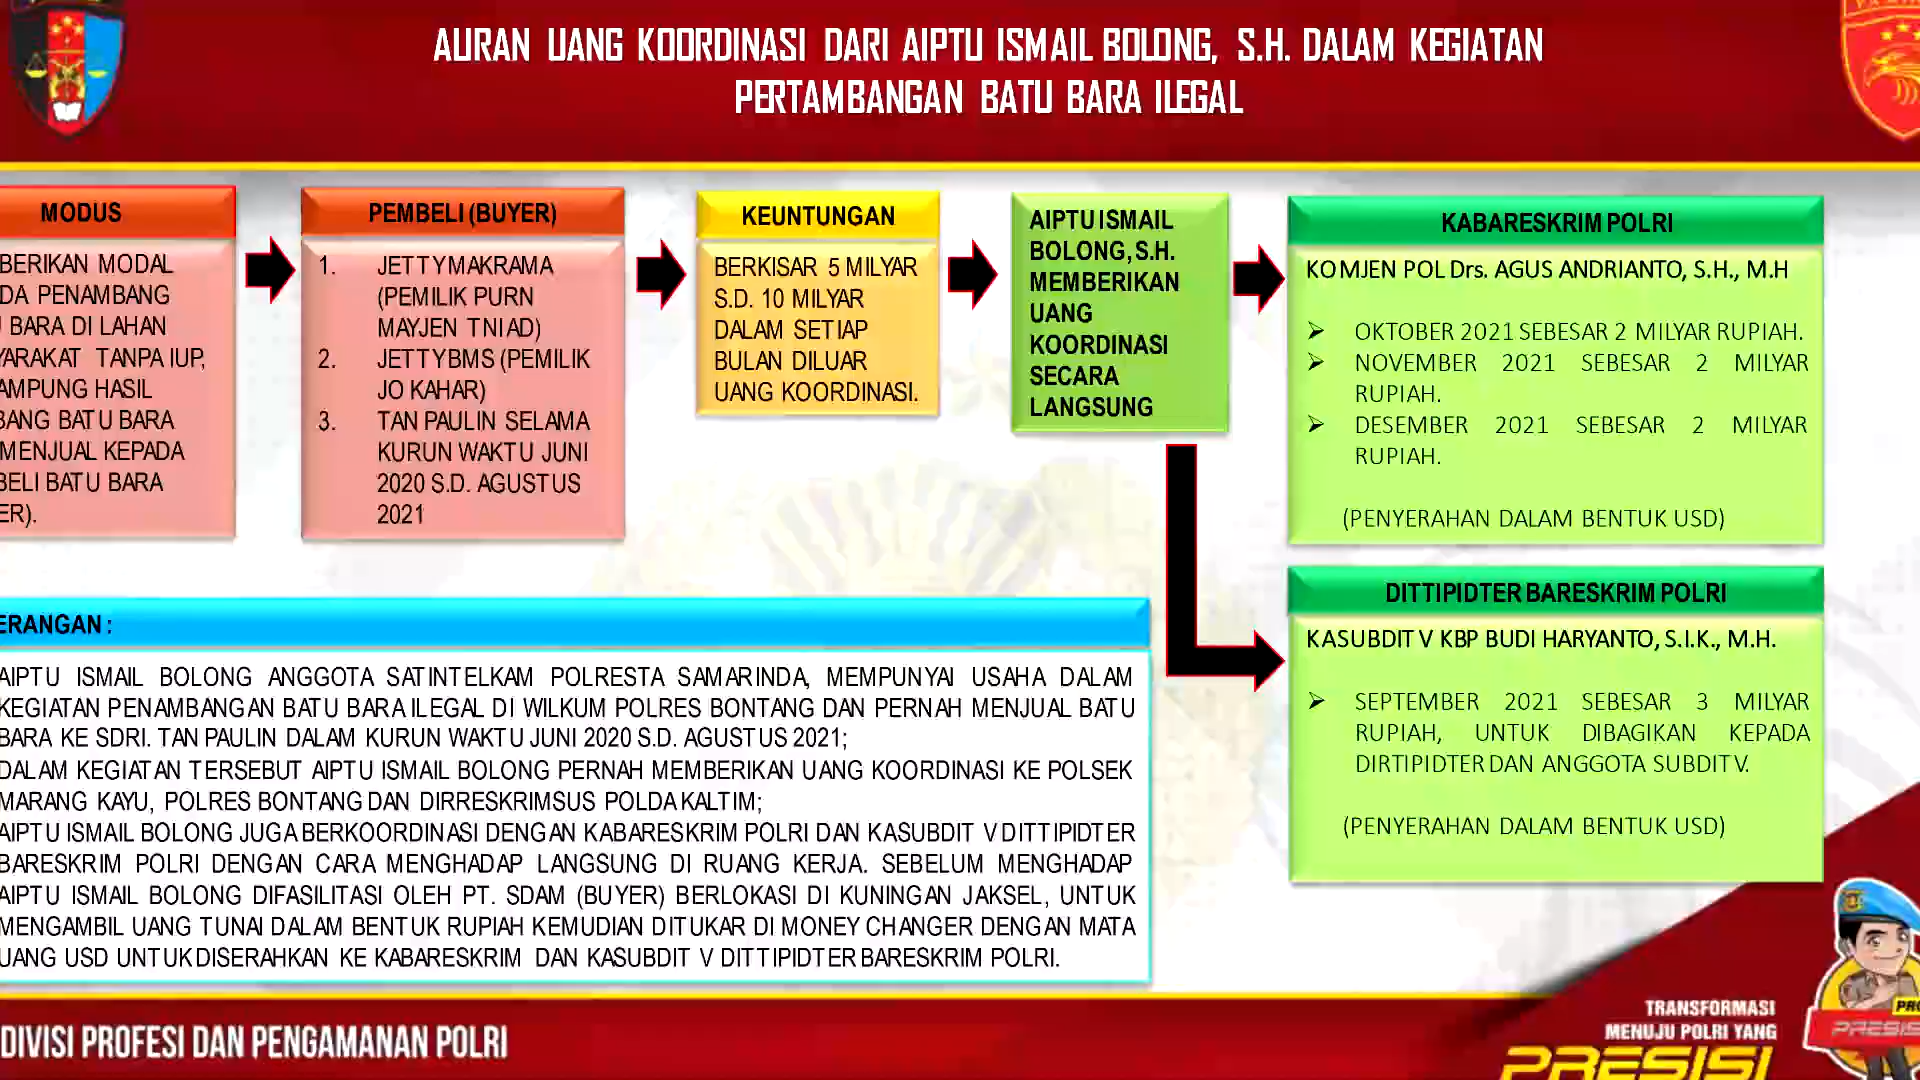 AURAN UANG KOORDINASI DARI AIPTU ISMAIL BOLONG, S.H. DALAM KEGIATAN
PERTAMBANGAN BATU BARA ILEGAL
MODUS
BERIKAN MODAL
DA PENAMBANG
BARA DI LAHAN
YARAKAT TANPA IUP,
AMPUNG HASIL
BANG BATU BARA
MENJUAL KEPADA
BELI BATU BARA
ER).
PEMBELI (BUYER)
1. JETTY MAKRAMA
(PEMILIK PURN
MAYJEN TNI AD)
2. JETTY BMS (PEMILIK
JO KAHAR)
3. TAN PAULIN SELAMA
KURUN WAKTU JUNI
2020 S.D. AGUSTUS
2021
KEUNTUNGAN
BERKISAR 5 MILYAR
S.D. 10 MILYAR
DALAM SETIAP
BULAN DILUAR
UANG KOORDINASI.
AIPTU ISMAIL
BOLONG, S.H.
MEMBERIKAN
UANG
KOORDINASI
SECARA
LANGSUNG
KABARESKRIM POLRI
KOMJEN POL Drs. AGUS ANDRIANTO, S.H., M.H
➢ OKTOBER 2021 SEBESAR 2 MILYAR RUPIAH.
➢ NOVEMBER 2021 SEBESAR 2 MILYAR
RUPIAH.
➢ DESEMBER 2021 SEBESAR 2 MILYAR
RUPIAH.
(PENYERAHAN DALAM BENTUK USD)
DITTIPIDTER BARESKRIM POLRI
KASUBDIT V KBP BUDI HARYANTO, S.I.K., M.H.
➢ SEPTEMBER 2021 SEBESAR 3 MILYAR
RUPIAH, UNTUK DIBAGIKAN KEPADA
DIRTIPIDTER DAN ANGGOTA SUBDIT V.
(PENYERAHAN DALAM BENTUK USD)
ERANGAN :
AIPTU ISMAIL BOLONG ANGGOTA SATINTELKAM POLRESTA SAMARINDA, MEMPUNYAI USAHA DALAM
KEGIATAN PENAMBANGAN BATU BARA ILEGAL DI WILKUM POLRES BONTANG DAN PERNAH MENJUAL BATU
BARA KE SDRI. TAN PAULIN DALAM KURUN WAKTU JUNI 2020 S.D. AGUSTUS 2021;
DALAM KEGIATAN TERSEBUT AIPTU ISMAIL BOLONG PERNAH MEMBERIKAN UANG KOORDINASI KE POLSEK
MARANG KAYU, POLRES BONTANG DAN DIRRESKRIMSUS POLDA KALTIM;
AIPTU ISMAIL BOLONG JUGA BERKOORDINASI DENGAN KABARESKRIM POLRI DAN KASUBDIT V DITTIPIDTER
BARESKRIM POLRI DENGAN CARA MENGHADAP LANGSUNG DI RUANG KERJA. SEBELUM MENGHADAP
AIPTU ISMAIL BOLONG DIFASILITASI OLEH PT. SDAM (BUYER) BERLOKASI DI KUNINGAN JAKSEL, UNTUK
MENGAMBIL UANG TUNAI DALAM BENTUK RUPIAH KEMUDIAN DITUKAR DI MONEY CHANGER DENGAN MATA
UANG USD UNTUK DISERAHKAN KE KABARESKRIM DAN KASUBDIT V DITTIPIDTER BARESKRIM POLRI.
DIVISI PROFESI DAN PENGAMANAN POLRI
TRANSFORMASI
MENUJU POLRI YANG
PRESISI
PRO
PRESIS